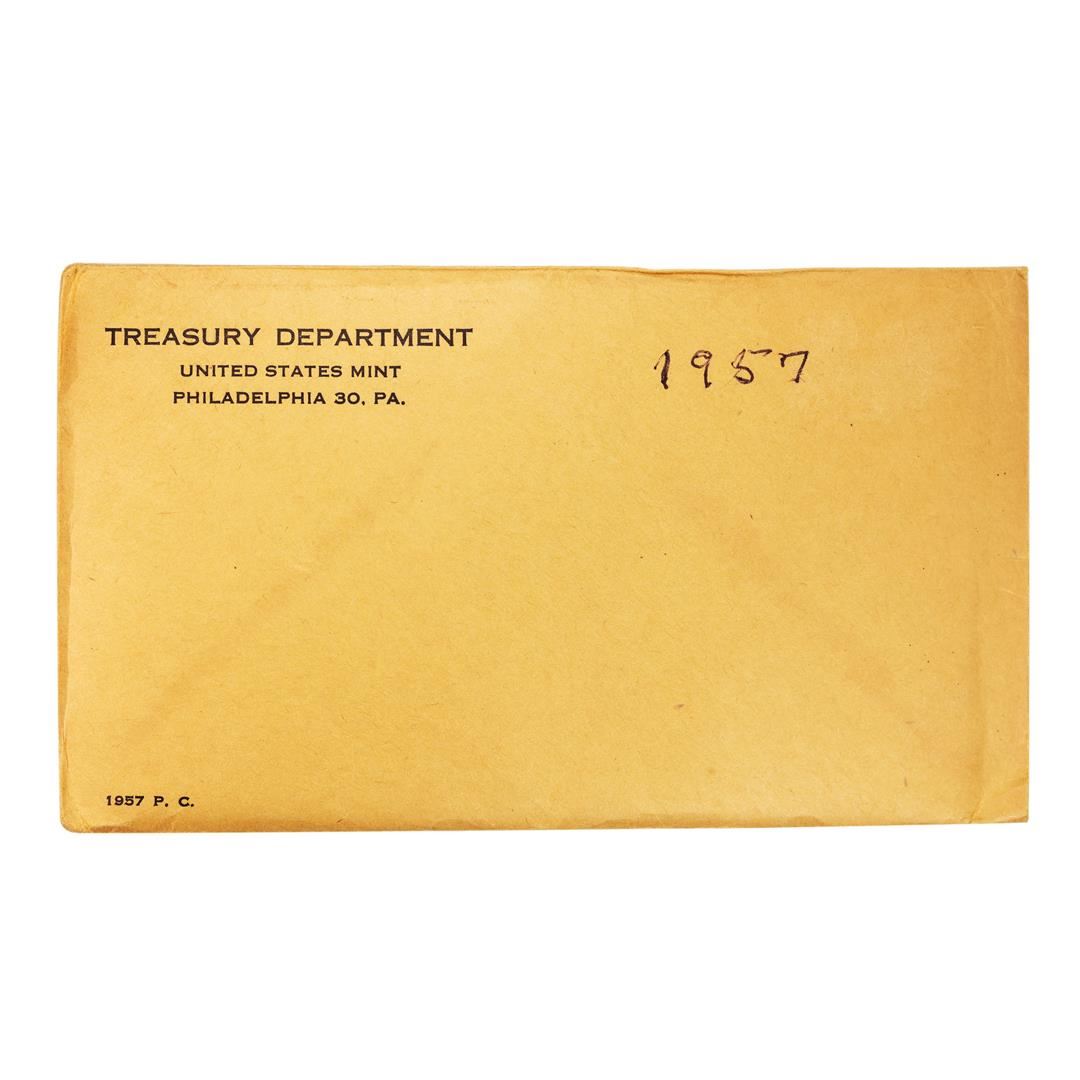 TREASURY DEPARTMENT
UNITED STATES MINT
PHILADELPHIA 30, PA.
1957
1957 P. C.